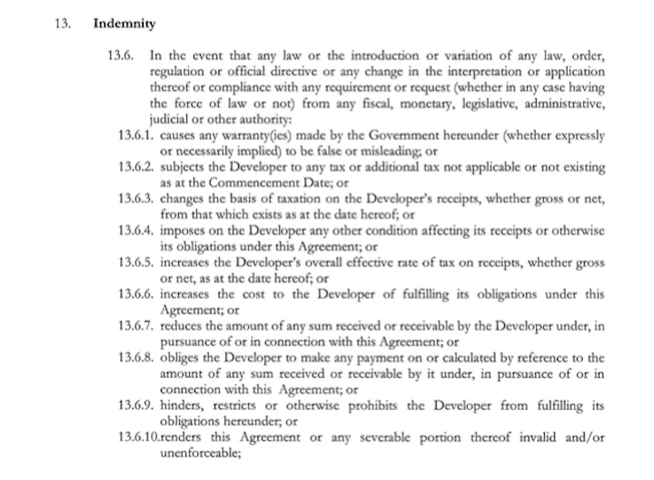 13. Indemnity
13.6. In the event that any law or the introduction or variation of any law, order,
regulation or official directive or any change in the interpretation or application
thereof or compliance with any requirement or request (whether in any case having
the force of law or not) from any fiscal, monetary, legislative, administrative,
judicial or other authority:
13.6.1. causes any warranty(ies) made by the Government hereunder (whether expressly
or necessarily implied) to be false or misleading; or
13.6.2. subjects the Developer to any tax or additional tax not applicable or not existing
as at the Commencement Date; or
13.6.3. changes the basis of taxation on the Developer's receipts, whether gross or net,
from that which exists as at the date hereof; or
13.6.4. imposes on the Developer any other condition affecting its receipts or otherwise
its obligations under this Agreement; or
13.6.5. increases the Developer's overall effective rate of tax on receipts, whether gross
or net, as at the date hereof; or
13.6.6. increases the cost to the Developer of fulfilling its obligations under this
Agreement; or
13.6.7. reduces the amount of any sum received or receivable by the Developer under, in
pursuance of or in connection with this Agreement; or
13.6.8. obliges the Developer to make any payment on or calculated by reference to the
amount of any sum received or receivable by it under, in pursuance of or in
connection with this Agreement; or
13.6.9. hinders, restricts or otherwise prohibits the Developer from fulfilling its
obligations hereunder; or
13.6.10.renders this Agreement or any severable portion thereof invalid and/or
unenforceable;